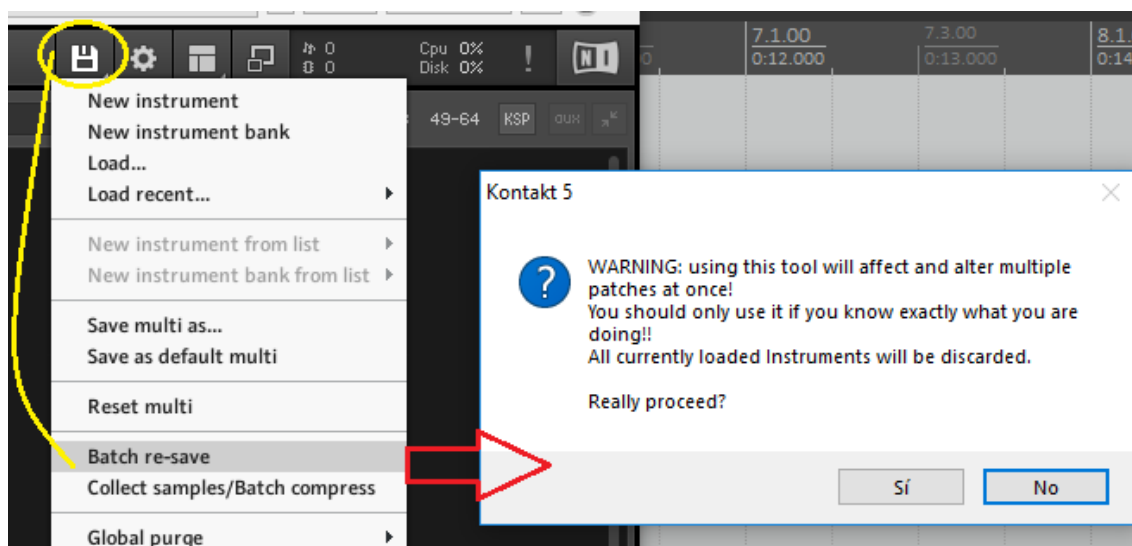 0
0
Cpu 0%
Disk 0%
!
NI
7.1.00
0:12.000
7.3.00
0:13.000
8.1.
0:14
49-64
KSP
aux
New instrument
New instrument bank
Load...
Load recent...
New instrument from list
New instrument bank from list
Save multi as...
Save as default multi
Reset multi
Batch re-save
Collect samples/Batch compress
Global purge
Kontakt 5
WARNING: using this tool will affect and alter multiple
patches at once!
You should only use it if you know exactly what you are
doing!!
All currently loaded Instruments will be discarded.
Really proceed?
Sí
No